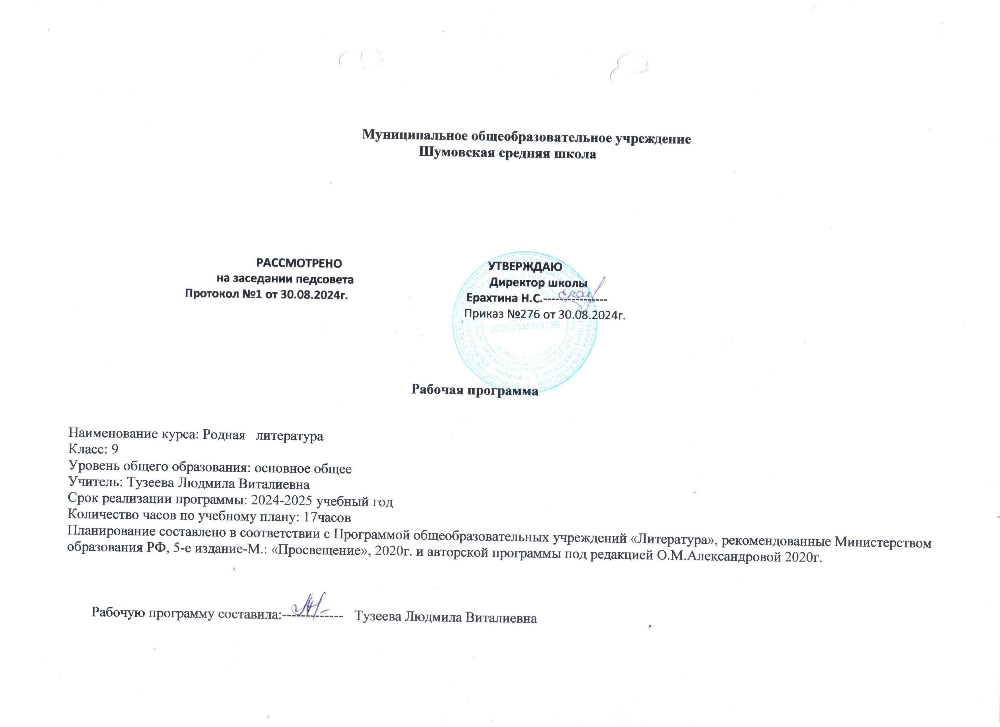 Муниципальное общеобразовательное учреждение
Шумовская средняя школа
РАССМОТРЕНО
на заседании педсовета
Протокол №1 от 30.08.2024г.
УТВЕРЖДАЮ
Директор школы
Ерахтина Н.С.----------------
Приказ №276 от 30.08.2024г.
ДОКУМЕНТОВ
Рабочая программа
Наименование курса: Родная литература
Класс: 9
Уровень общего образования: основное общее
Учитель: Тузеева Людмила Виталиевна
Срок реализации программы: 2024-2025 учебный год
Количество часов по учебному плану: 17часов
Планирование составлено в соответствии с Программой общеобразовательных учреждений «Литература», рекомендованные Министерством
образования РФ, 5-е издание-М.: «Просвещение», 2020г. и авторской программы под редакцией О.М.Александровой 2020г.
Рабочую программу составила:------------- Тузеева Людмила Виталиевна